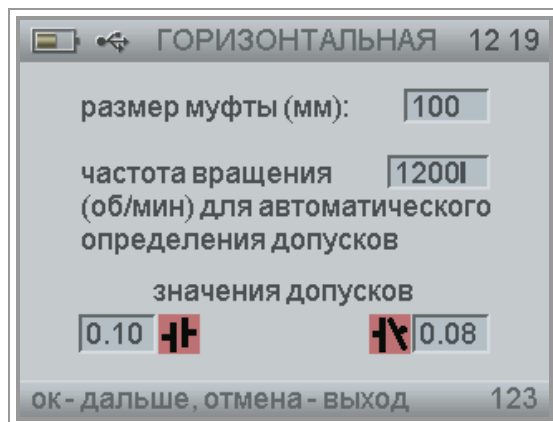 ГОРИЗОНТАЛЬНАЯ 12 19
размер муфты (мм): 100
частота вращения 1200
(об/мин) для автоматического
определения допусков
значения допусков
0.10 0.08
ок - дальше, отмена - выход 123